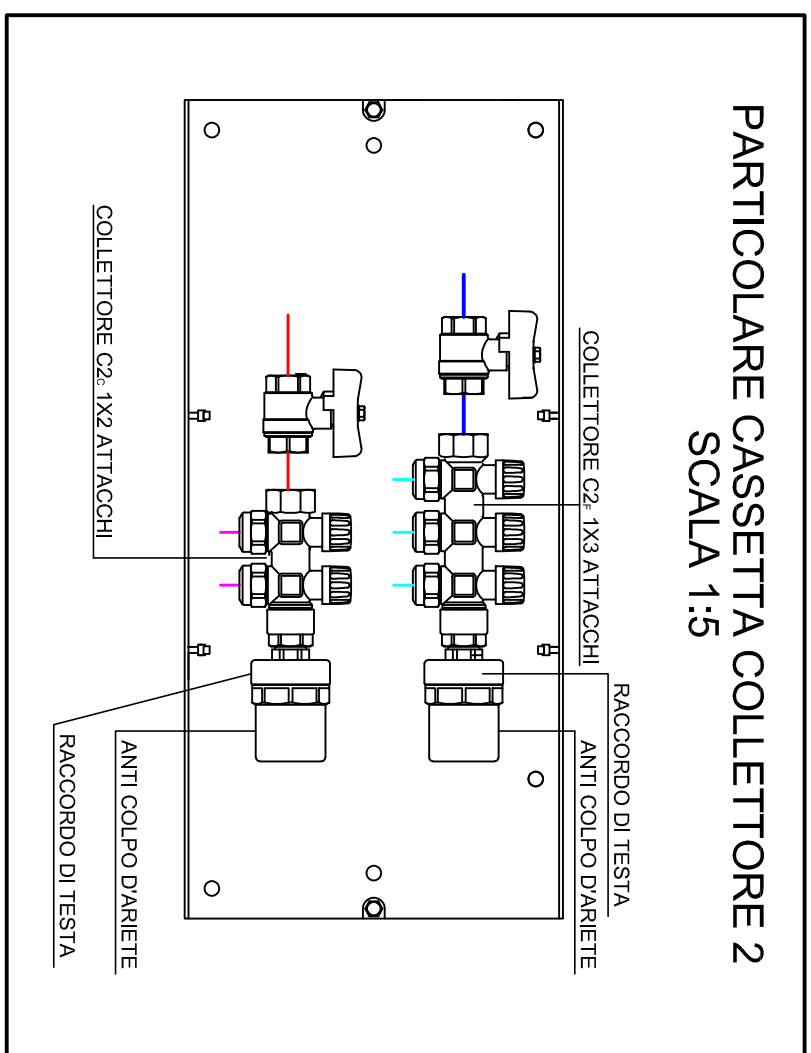 PARTICOLARE CASSETTA COLLETTORE 2
SCALA 1:5
RACCORDO DI TESTA
COLLETTORE C2F 1X3 ATTACCHI
ANTI COLPO D'ARIETE
COLLETTORE C2C 1X2 ATTACCHI
ANTI COLPO D'ARIETE
RACCORDO DI TESTA